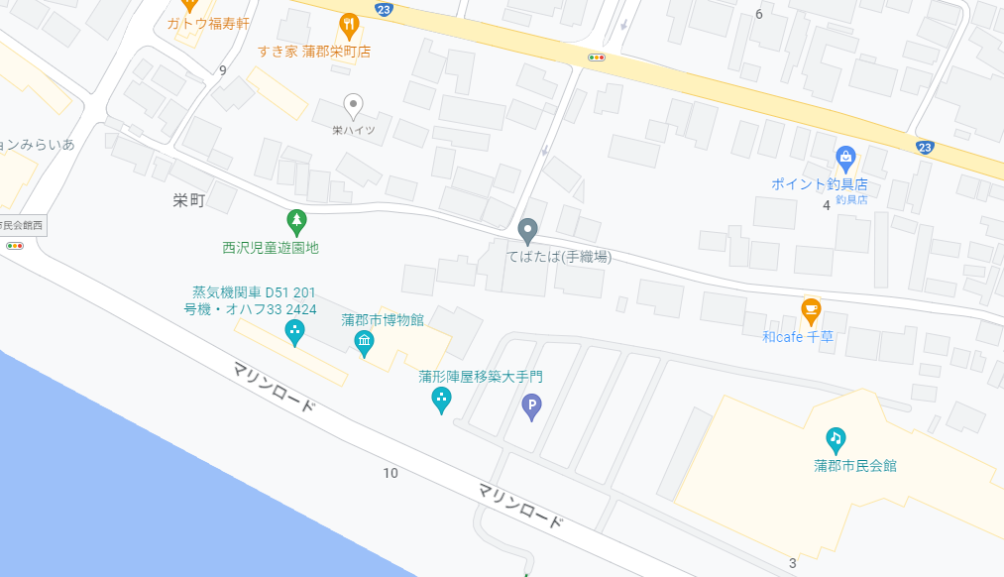 23
6
ガトウ福寿軒
すき家 蒲郡栄町店
9
栄ハイツ
ョンみらいあ
23
ポイント釣具店
釣具店
4
栄町
市民会館西
西沢児童遊園地
てばたば(手織場)
蒸気機関車 D51 201
号機・オハフ33 2424
蒲郡市博物館
和cafe 千草
マリンロード
蒲形陣屋移築大手門
P
蒲郡市民会館
10
マリンロード
3